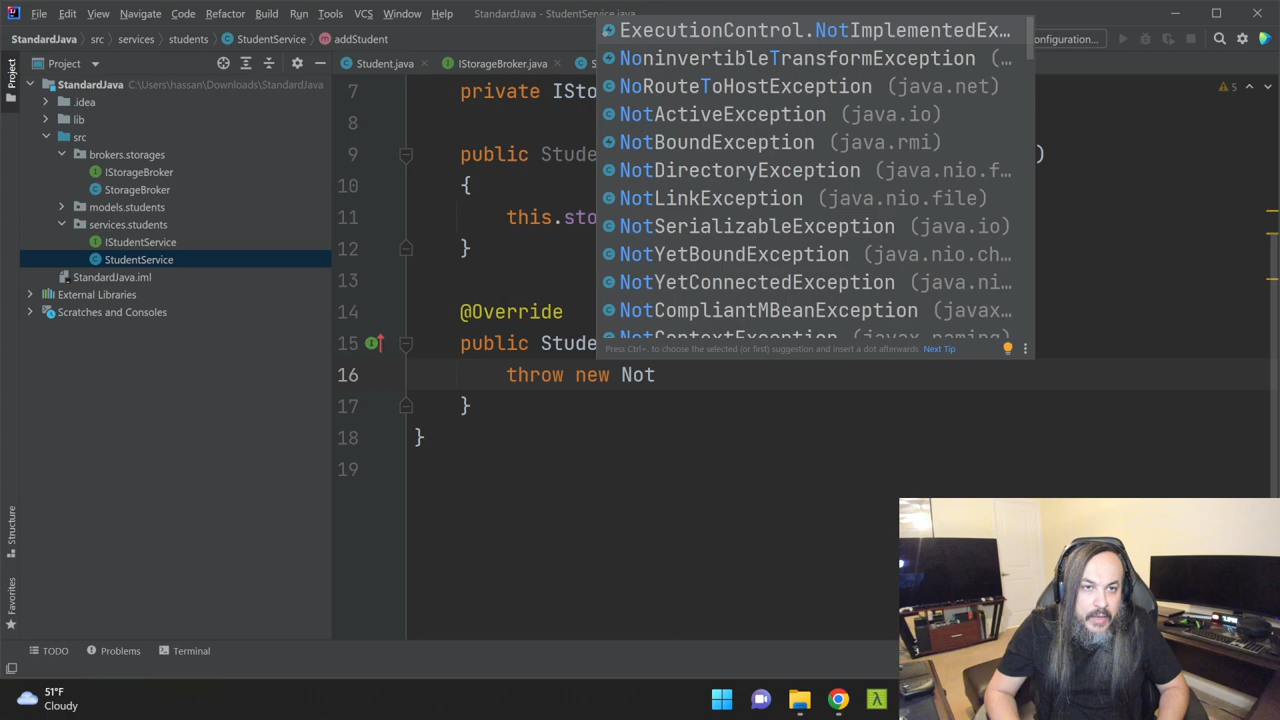 File Edit View Navigate Code Refactor Build Run Tools VCS Window Help StandardJava - StudentService.java
StandardJava src services students StudentService addStudent
Project
Student.java IStorageBroker.java
StandardJava C:\Users\hassan\Downloads\StandardJava
.idea
lib
src
brokers.storages
IStorageBroker
StorageBroker
models.students
services.students
IStudentService
StudentService
StandardJava.iml
External Libraries
Scratches and Consoles
Project
Structure
Favorites
7 private ISto
8
9 public Stude )
10 {
11 this.sto
12 }
13
14 @Override
15 public Stude
16 throw new Not
17 }
18 }
19
ExecutionControl.NotImplementedEx…
NoninvertibleTransformException (…
NoRouteToHostException (java.net)
NotActiveException (java.io)
NotBoundException (java.rmi)
NotDirectoryException (java.nio.f…
NotLinkException (java.nio.file)
NotSerializableException (java.io)
NotYetBoundException (java.nio.ch…
NotYetConnectedException (java.ni…
NotCompliantMBeanException (javax…
NotContextException (javax.naming)
Press Ctrl+. to choose the selected (or first) suggestion and insert a dot afterwards Next Tip
5
TODO Problems Terminal
51°F
Cloudy